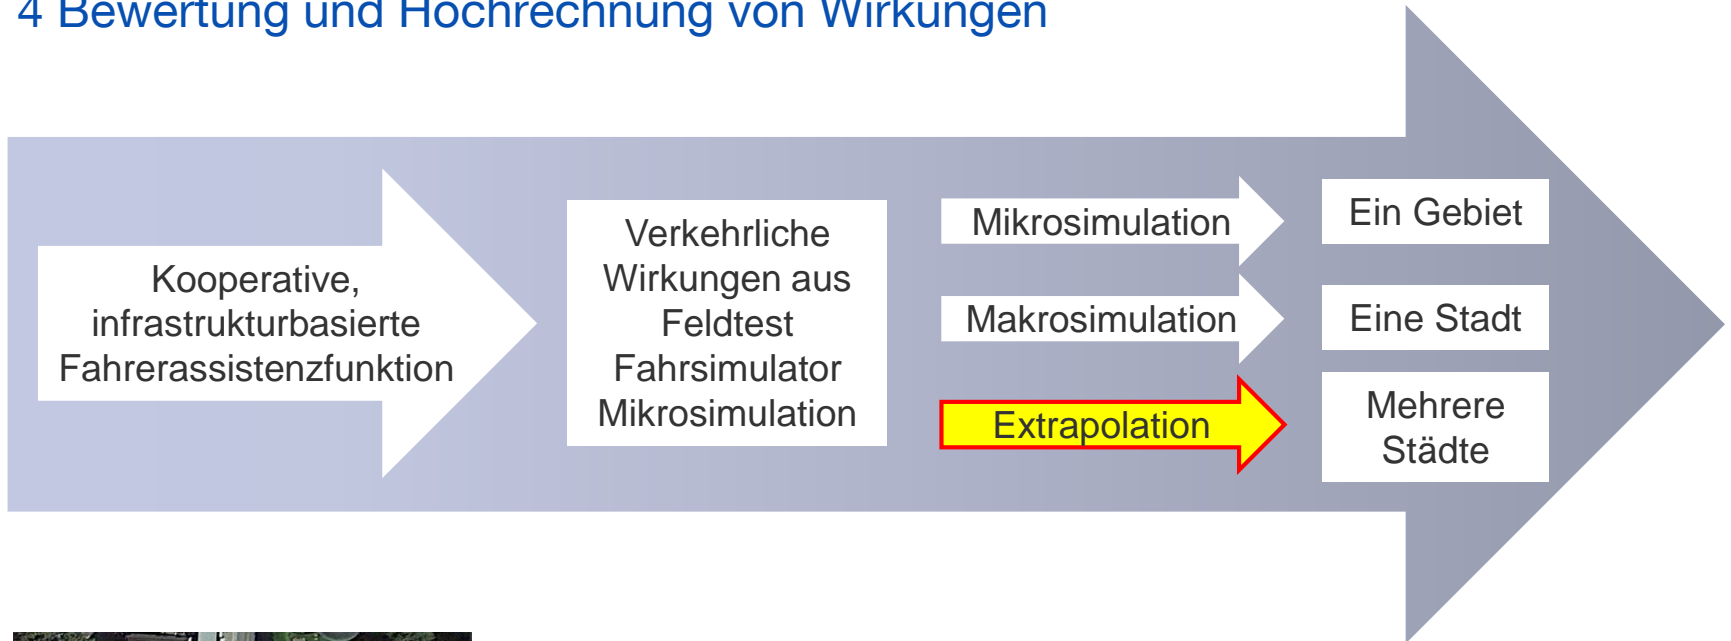 4 Bewertung und Hochrechnung von Wirkungen
Kooperative,
infrastrukturbasierte
Fahrerassistenzfunktion
Verkehrliche
Wirkungen aus
Feldtest
Fahrsimulator
Mikrosimulation
Mikrosimulation
Ein Gebiet
Makrosimulation
Eine Stadt
Extrapolation
Mehrere
Städte